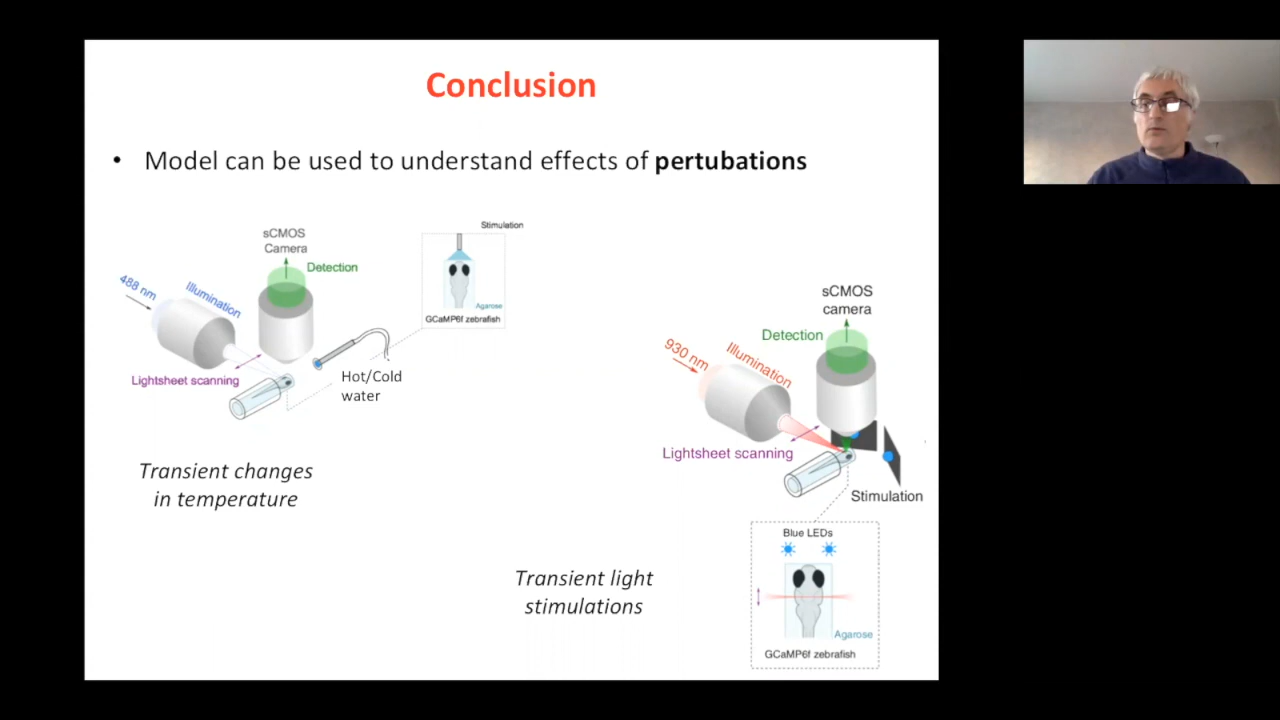 Conclusion
• Model can be used to understand effects of pertubations
Stimulation
sCMOS
Camera
Detection
488 nm
Illumination
Agarose
GCaMP6f zebrafish
Lightsheet scanning
Hot/Cold
water
Transient changes
in temperature
sCMOS
camera
Detection
930 nm
Illumination
Lightsheet scanning
Stimulation
Blue LEDs
Transient light
stimulations
Agarose
GCaMP6f zebrafish